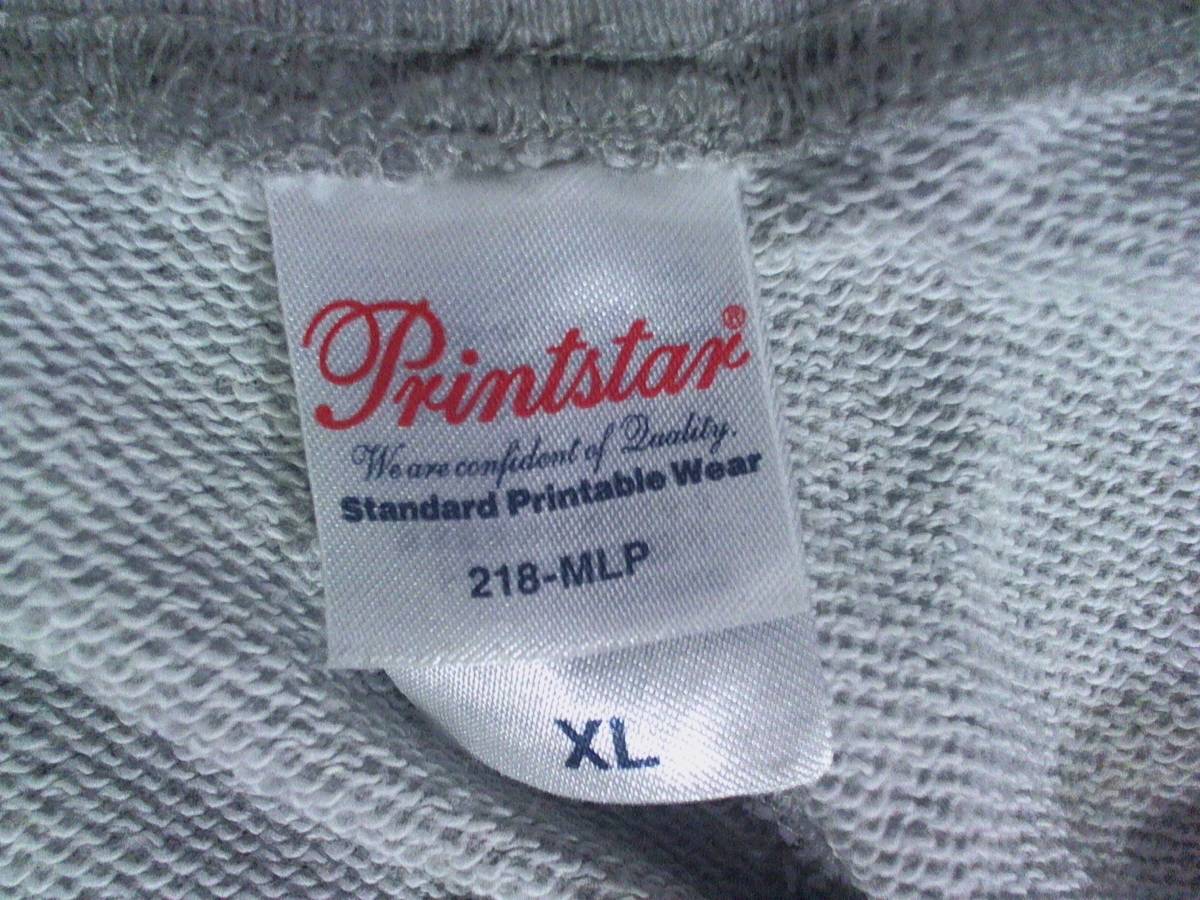 Printstar®
We are confident of Quality.
Standard Printable Wear
218-MLP
XL